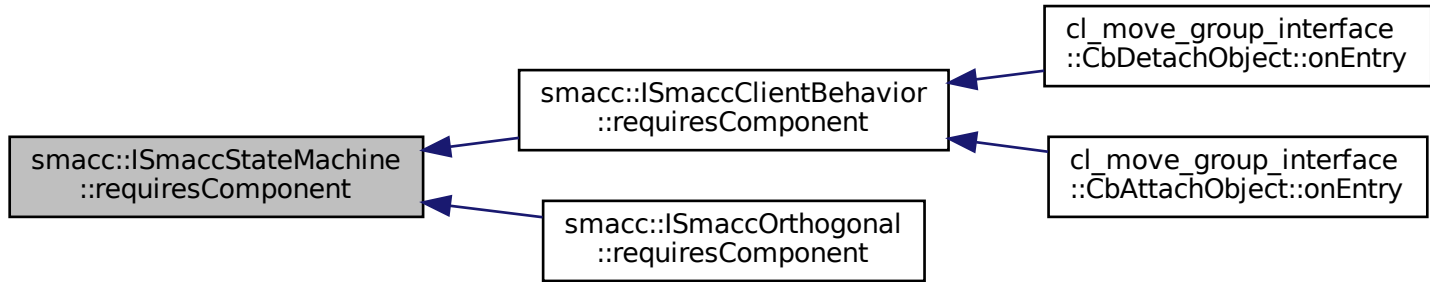 cl_move_group_interface
::CbDetachObject::onEntry
smacc::ISmaccClientBehavior
::requiresComponent
smacc::ISmaccStateMachine
::requiresComponent
cl_move_group_interface
::CbAttachObject::onEntry
smacc::ISmaccOrthogonal
::requiresComponent